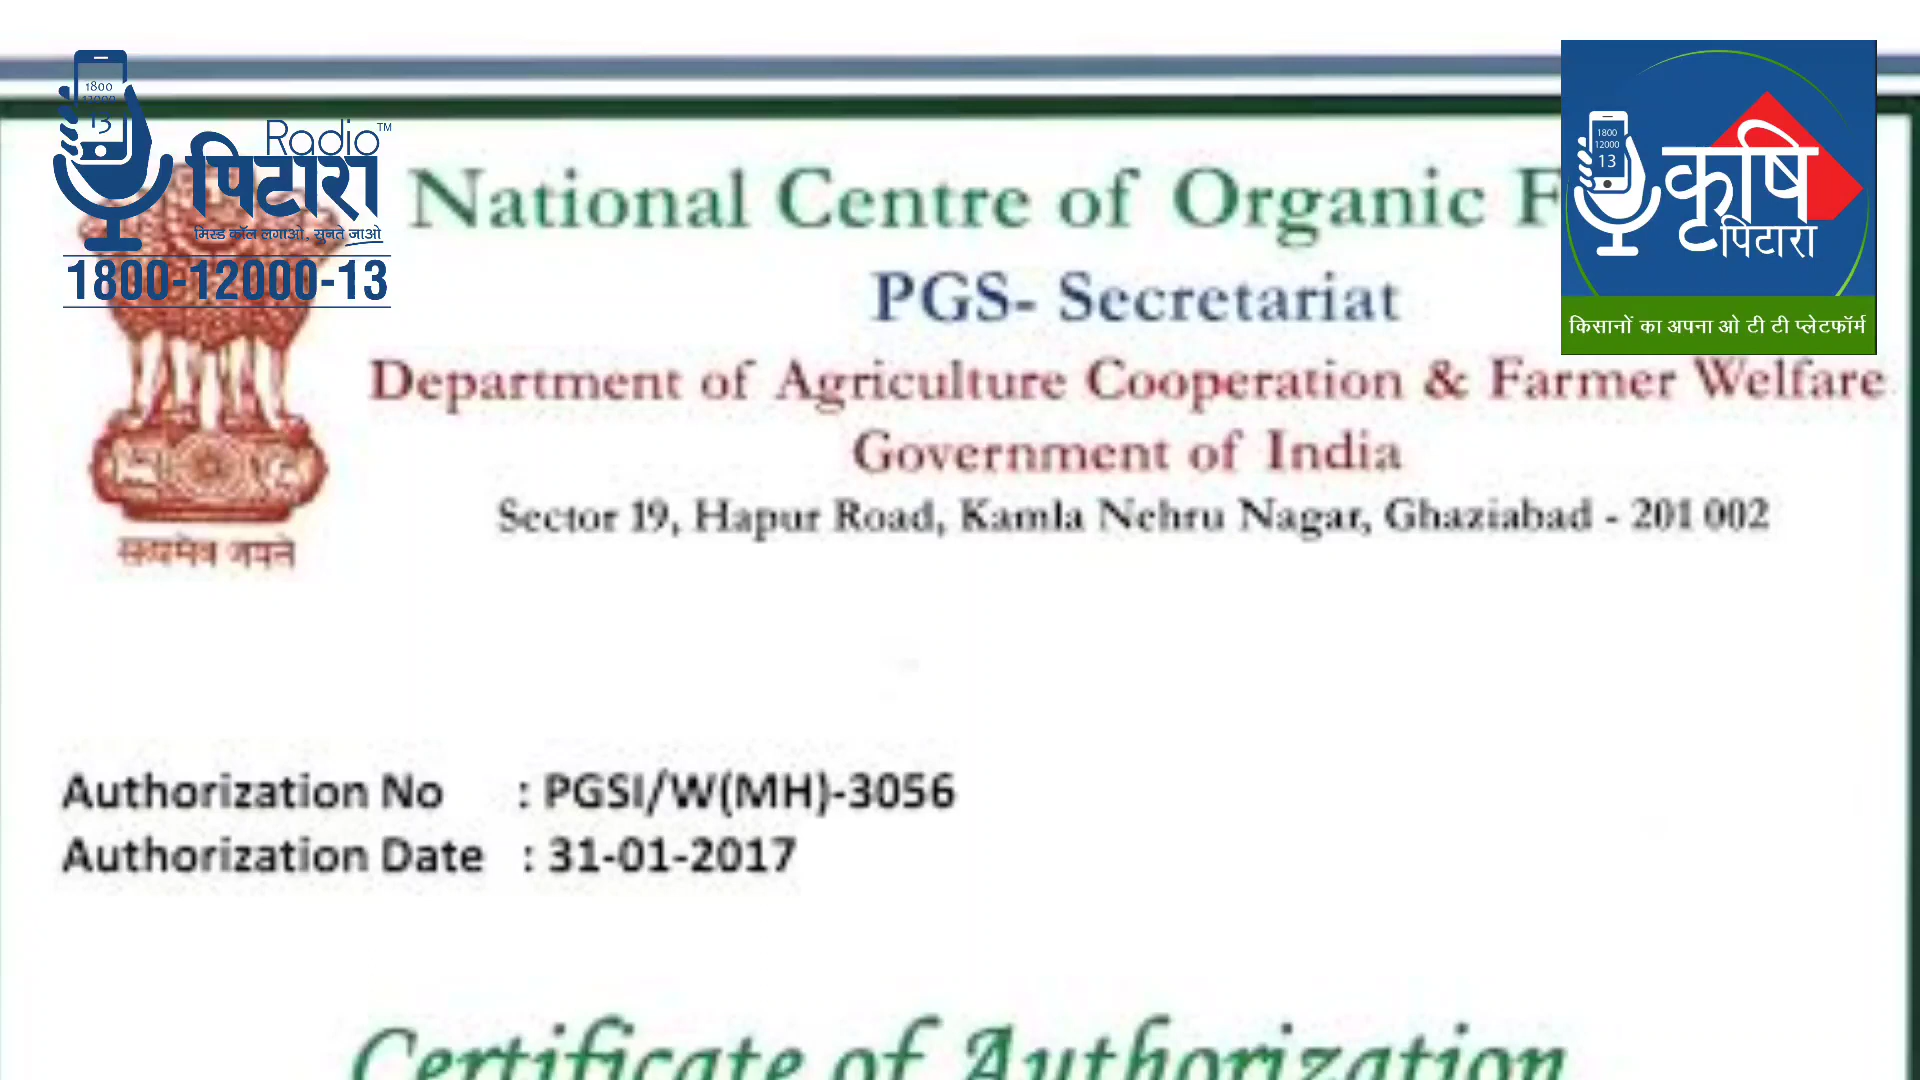 1800
13
Radio™
पिटारा
मिस्ड कॉल लगाओ, सुनते जाओ
1800-12000-13
1800
12000
13
कृषि
पिटारा
किसानों का अपना ओ टी टी प्लेटफॉर्म
National Centre of Organic F
PGS- Secretariat
Department of Agriculture Cooperation & Farmer Welfare
Government of India
Sector 19, Hapur Road, Kamla Nehru Nagar, Ghaziabad - 201 002
सत्यमेव जयते
Authorization No : PGSI/W(MH)-3056
Authorization Date : 31-01-2017
Certificate of Authorization